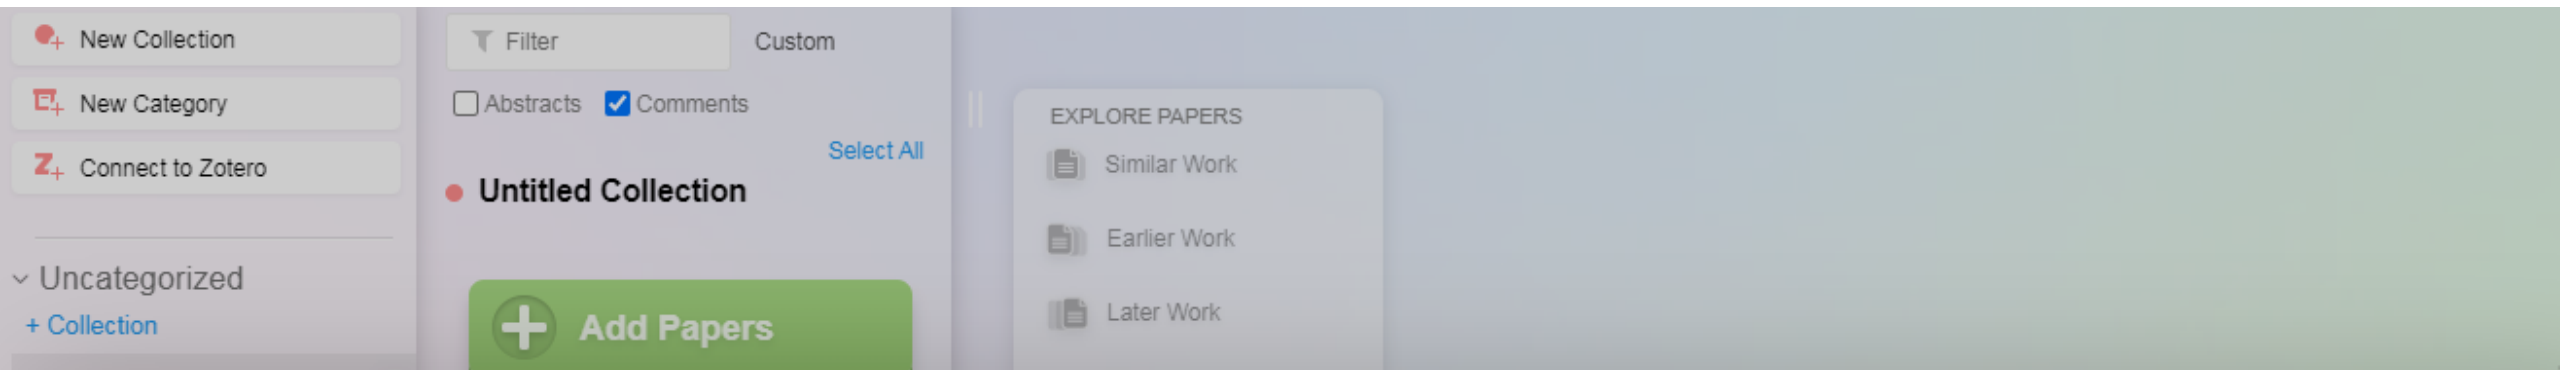 New Collection
New Category
Connect to Zotero
Uncategorized
+ Collection
Filter
Custom
Abstracts
Comments
Select All
Untitled Collection
Add Papers
EXPLORE PAPERS
Similar Work
Earlier Work
Later Work